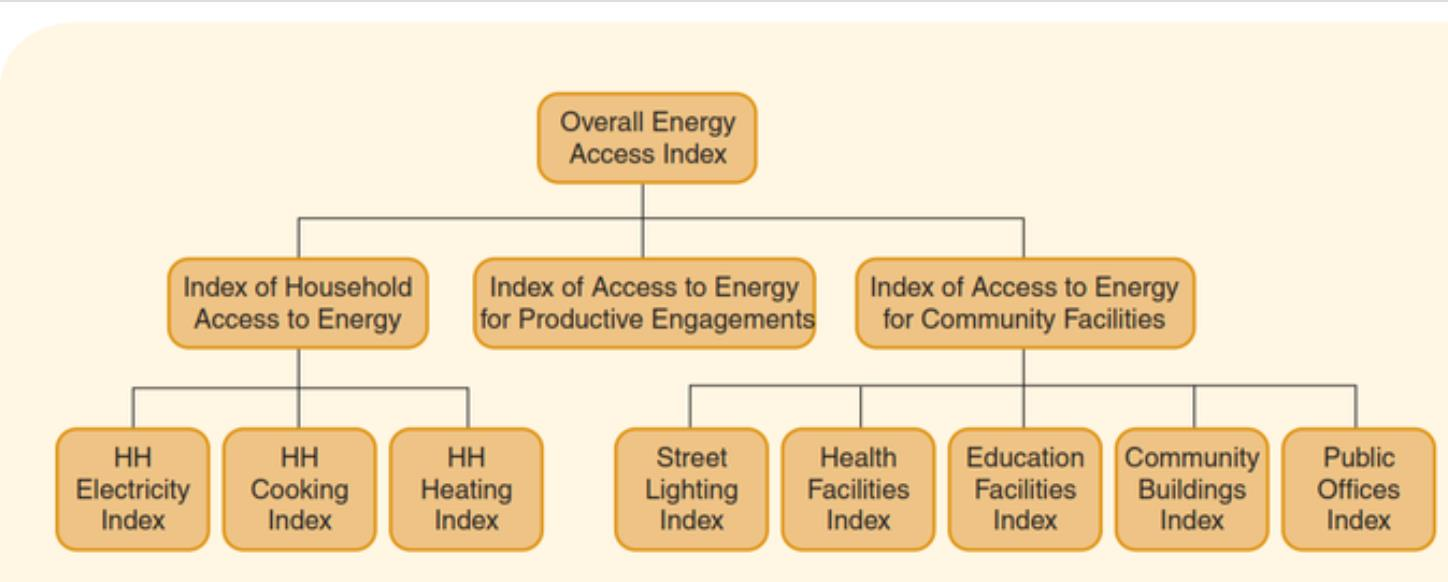 Overall Energy
Access Index
Index of Household
Access to Energy
Index of Access to Energy
for Productive Engagements
Index of Access to Energy
for Community Facilities
HH
Electricity
Index
HH
Cooking
Index
HH
Heating
Index
Street
Lighting
Index
Health
Facilities
Index
Education
Facilities
Index
Community
Buildings
Index
Public
Offices
Index